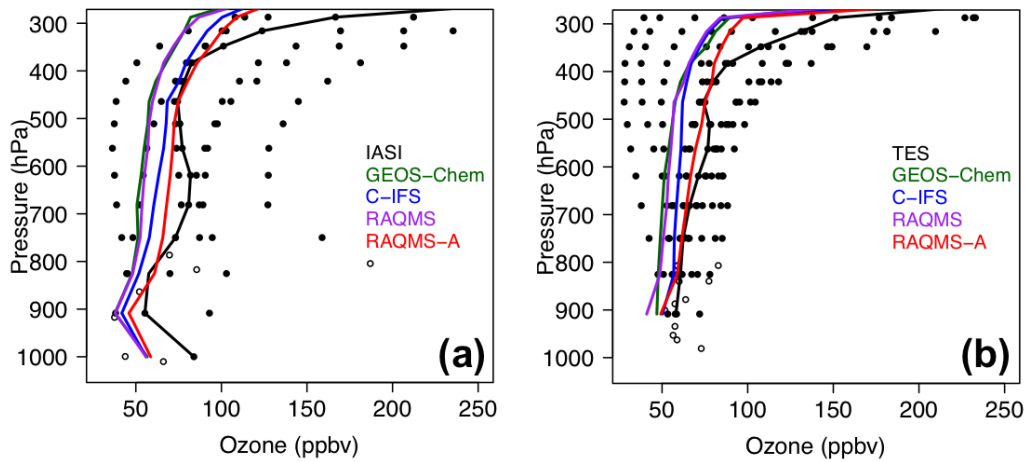 300
400
500
600
700
800
900
1000
Pressure (hPa)
50
100
150
200
250
Ozone (ppbv)
IASI
GEOS−Chem
C−IFS
RAQMS
RAQMS−A
(a)
300
400
500
600
700
800
900
1000
Pressure (hPa)
50
100
150
200
250
Ozone (ppbv)
TES
GEOS−Chem
C−IFS
RAQMS
RAQMS−A
(b)